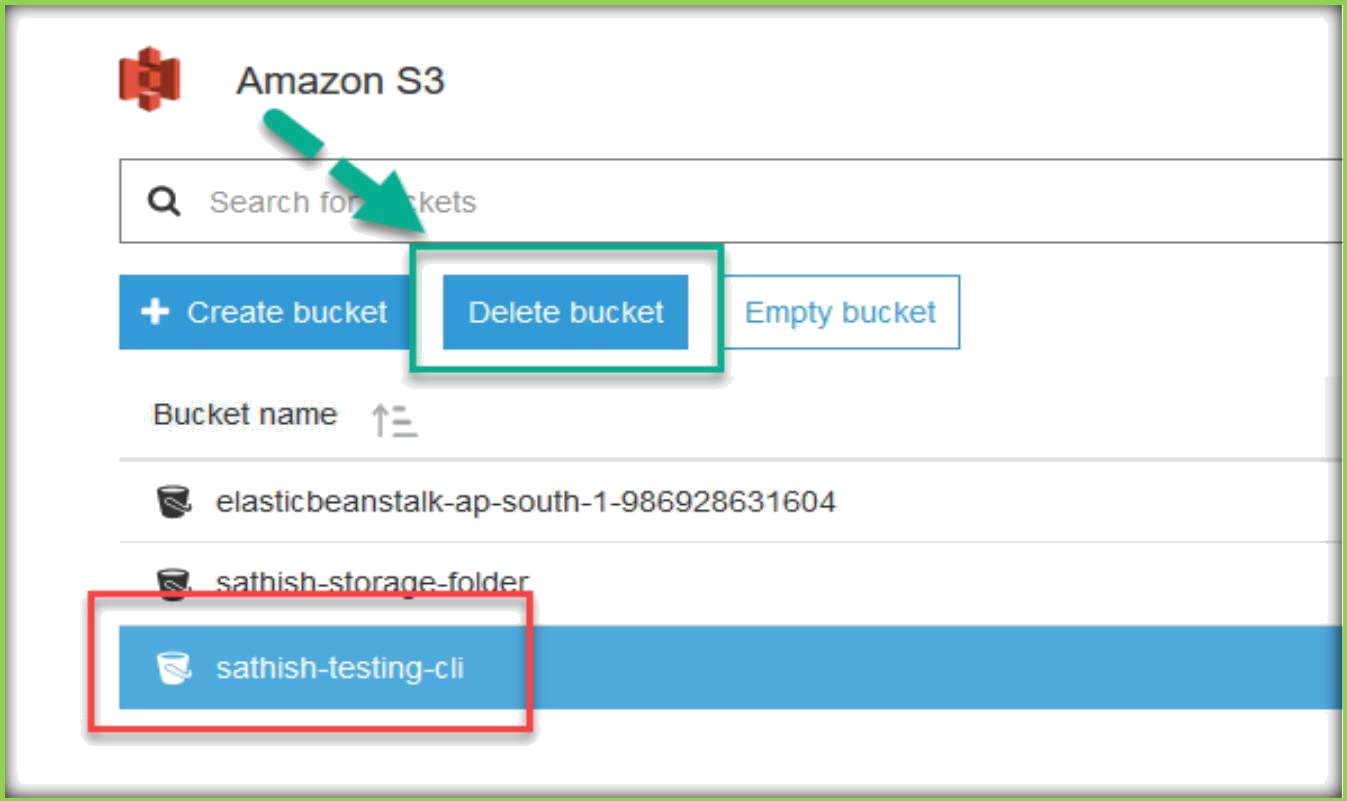 Amazon S3
Search for buckets
Create bucket Delete bucket Empty bucket
Bucket name
elasticbeanstalk-ap-south-1-986928631604
sathish-storage-folder
sathish-testing-cli